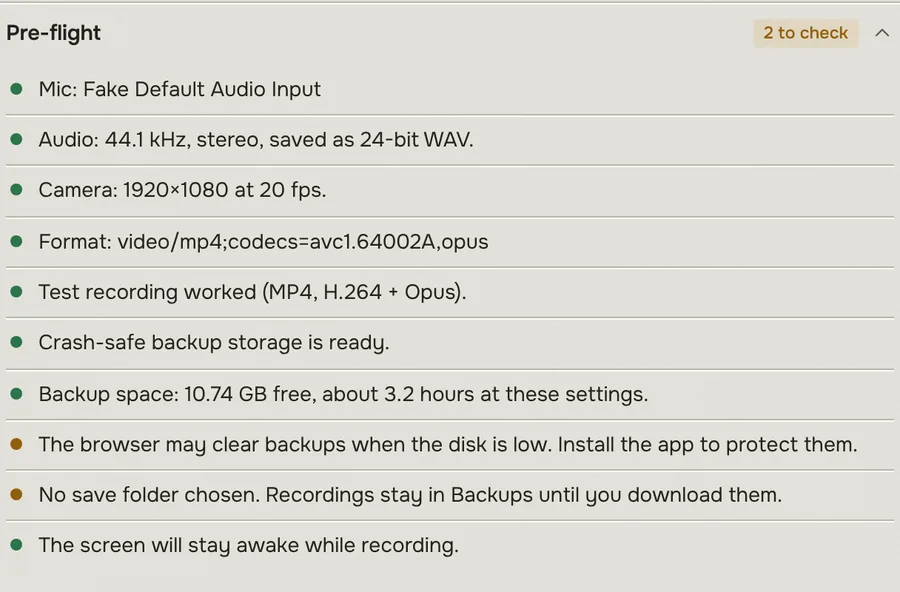 Pre-flight
2 to check
Mic: Fake Default Audio Input
Audio: 44.1 kHz, stereo, saved as 24-bit WAV.
Camera: 1920×1080 at 20 fps.
Format: video/mp4;codecs=avc1.64002A,opus
Test recording worked (MP4, H.264 + Opus).
Crash-safe backup storage is ready.
Backup space: 10.74 GB free, about 3.2 hours at these settings.
The browser may clear backups when the disk is low. Install the app to protect them.
No save folder chosen. Recordings stay in Backups until you download them.
The screen will stay awake while recording.